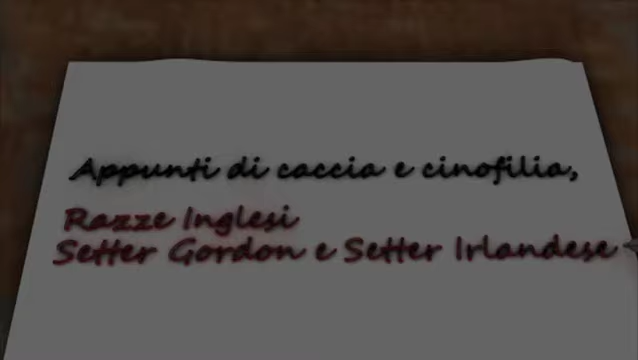 Appunti di caccia e cinofilia,
Razze Inglesi
Setter Gordon e Setter Irlandese